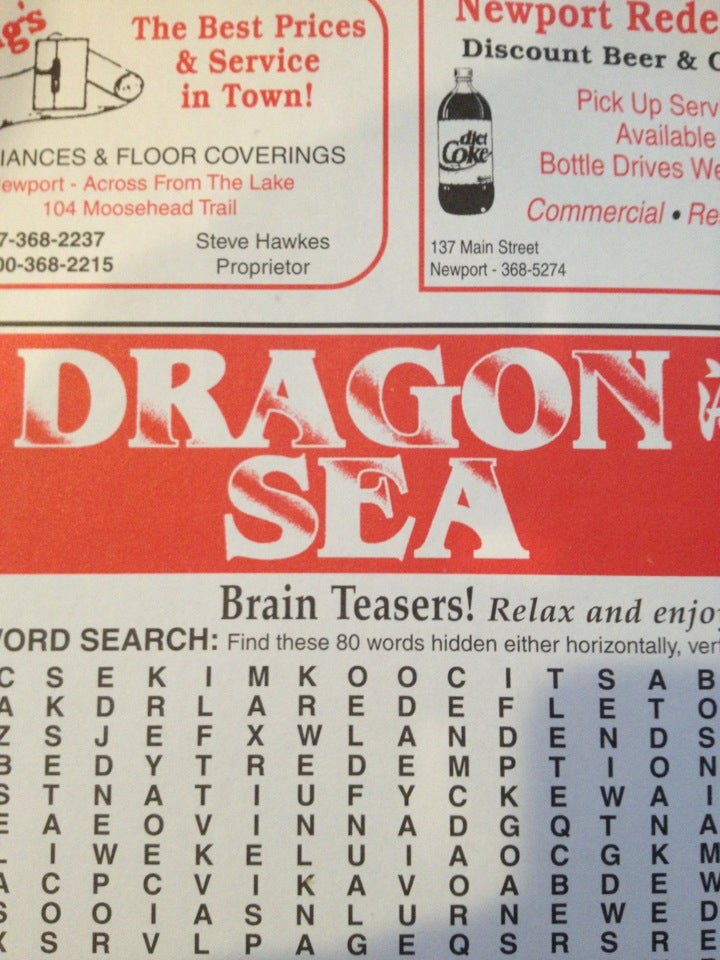 g's
The Best Prices
& Service
in Town!
IANCES & FLOOR COVERINGS
ewport - Across From The Lake
104 Moosehead Trail
7-368-2237
00-368-2215
Steve Hawkes
Proprietor
Newport Rede
Discount Beer & C
diet
Coke
Pick Up Serv
Available
Bottle Drives We
Commercial • Re
137 Main Street
Newport - 368-5274
DRAGON
SEA
Brain Teasers! Relax and enjoy
WORD SEARCH: Find these 80 words hidden either horizontally, vert
C S E K I M K O O C I T S A B
A K D R L A R E D E F L E T O
Z S J E F X W L A N D E N D S
B E D Y T R E D E M P T I O N
S T N A T I U F Y C K E W A I
E A E O V I N N A D G Q T N A
L I W E K E L U I A O C G K M
A C P C V I K A V O A B D E W
S O O I A S N L U R N E W E D
X S R V L P A G E Q S R S R E